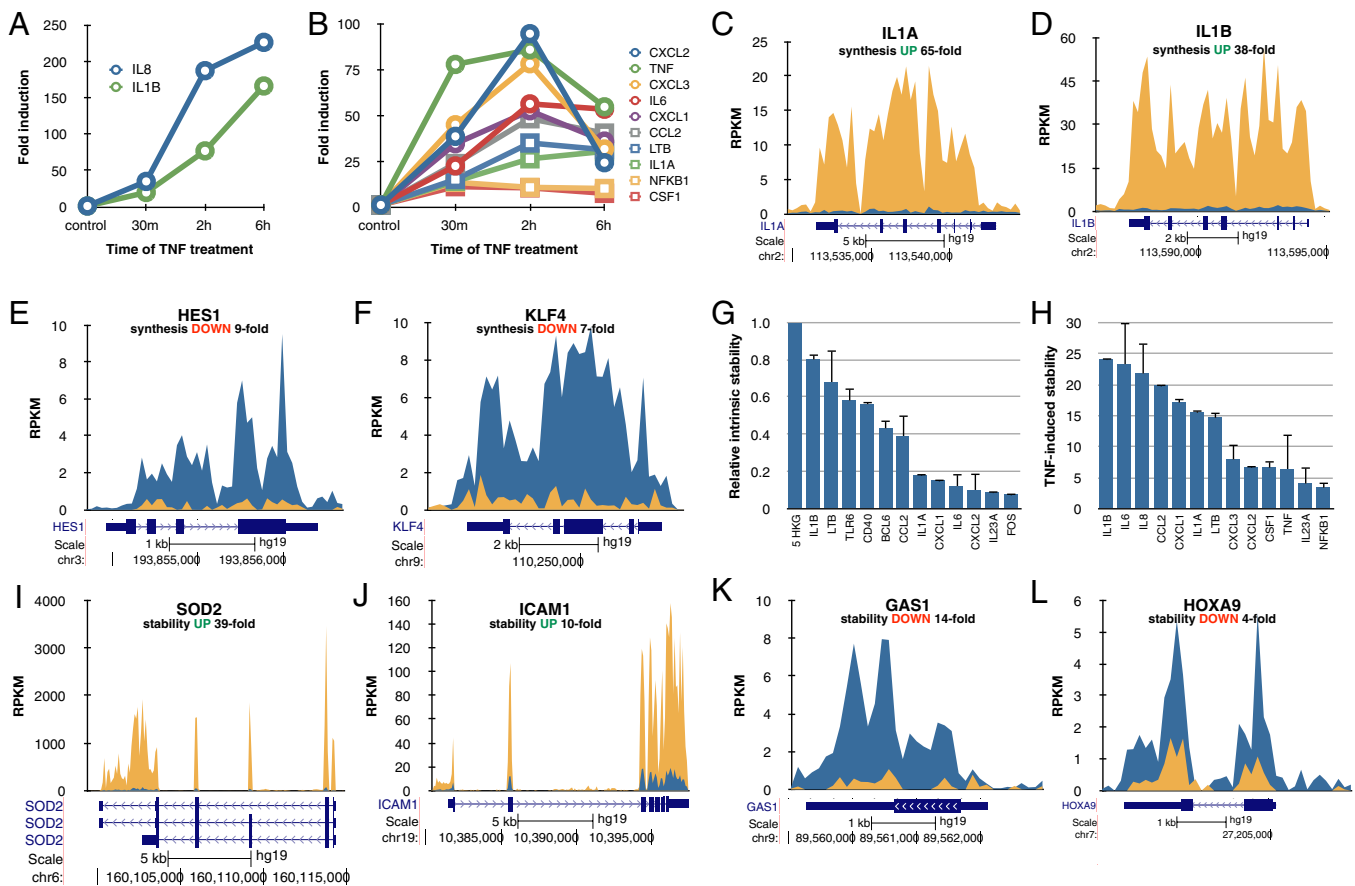 A
Fold induction
250
200
150
100
50
0
IL8
IL1B
control 30m 2h 6h
Time of TNF treatment
B
Fold induction
100
75
50
25
0
control 30m 2h 6h
Time of TNF treatment
CXCL2
TNF
CXCL3
IL6
CXCL1
CCL2
LTB
IL1A
NFKB1
CSF1
C
IL1A
synthesis UP 65-fold
RPKM
25
20
15
10
5
0
IL1A
Scale 5 kb hg19
chr2: 113,535,000 113,540,000
D
IL1B
synthesis UP 38-fold
RPKM
60
45
30
15
0
IL1B
Scale 2 kb hg19
chr2: 113,590,000 113,595,000
E
HES1
synthesis DOWN 9-fold
RPKM
10
8
6
4
2
0
HES1
Scale 1 kb hg19
chr3: 193,855,000 193,856,000
F
KLF4
synthesis DOWN 7-fold
RPKM
10
8
6
4
2
0
KLF4
Scale 2 kb hg19
chr9: 110,250,000
G
Relative intrinsic stability
1.0
0.8
0.6
0.4
0.2
0
5 HKG IL1B LTB TLR6 CD40 BCL6 CCL2 IL1A CXCL1 IL6 CXCL2 IL23A FOS
H
TNF-induced stability
30
25
20
15
10
5
0
IL1B IL6 IL8 CCL2 CXCL1 IL1A LTB CXCL3 CXCL2 CSF1 TNF IL23A NFKB1
I
SOD2
stability UP 39-fold
RPKM
4000
3000
2000
1000
0
SOD2
SOD2
SOD2
Scale 5 kb hg19
chr6: 160,105,000 160,110,000 160,115,000
J
ICAM1
stability UP 10-fold
RPKM
160
140
120
100
80
60
40
20
0
ICAM1
Scale 5 kb hg19
chr19: 10,385,000 10,390,000 10,395,000
K
GAS1
stability DOWN 14-fold
RPKM
10
8
6
4
2
0
GAS1
Scale 1 kb hg19
chr9: 89,560,000 89,561,000 89,562,000
L
HOXA9
stability DOWN 4-fold
RPKM
6
5
4
3
2
1
0
HOXA9
Scale 1 kb hg19
chr7: 27,205,000